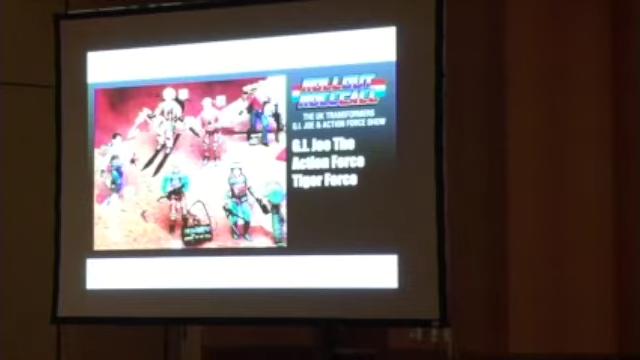 ROLLOUT
ROLLCALL
THE UK TRANSFORMERS
G.I. JOE & ACTION FORCE SHOW
G.I. Joe The
Action Force
Tiger Force